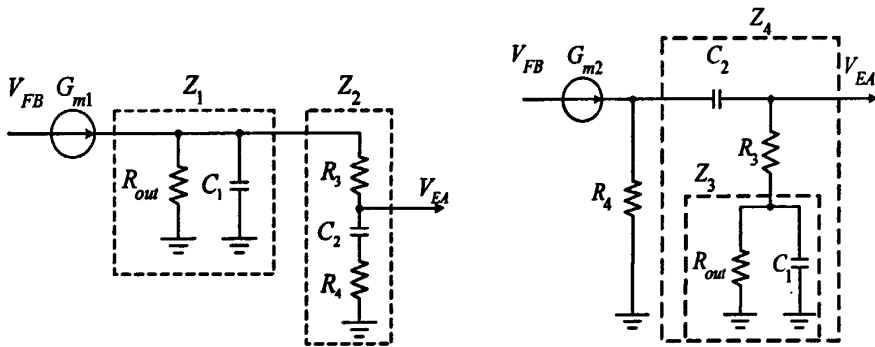 V_FB G_m1 Z_1 Z_2
R_out C_1
R_3
V_EA
C_2
R_4
Z_4
V_FB G_m2 C_2 V_EA
R_3
R_4
Z_3
R_out C_1